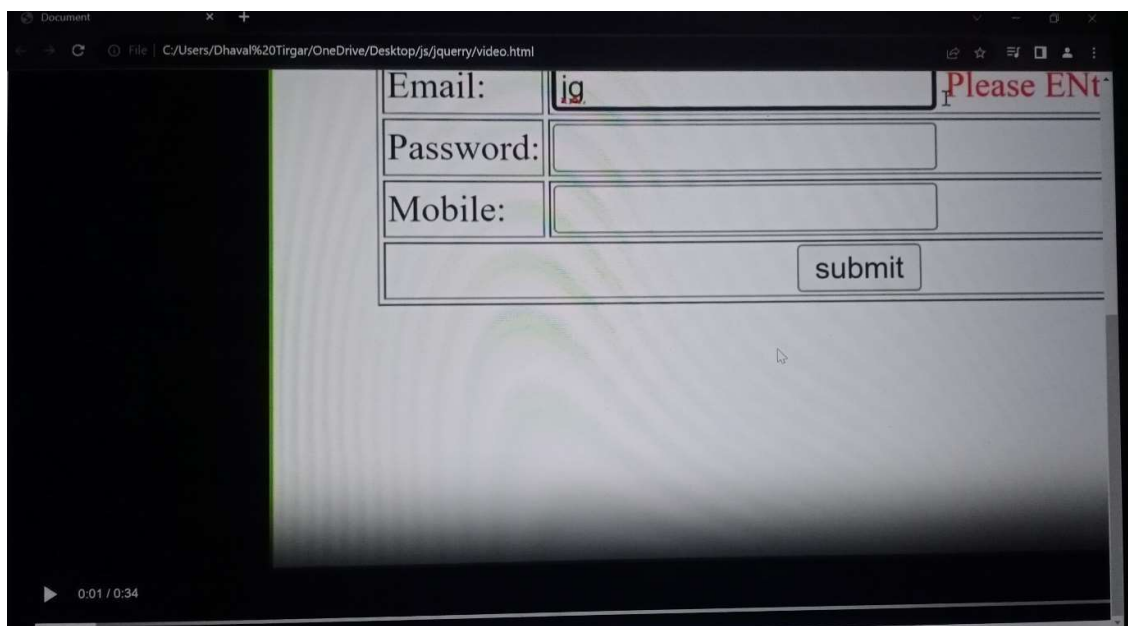 Document
File C:/Users/Dhaval%20Tirgar/OneDrive/Desktop/js/jquerry/video.html
Email: jg Please ENt
Password:
Mobile:
submit
0:01 / 0:34